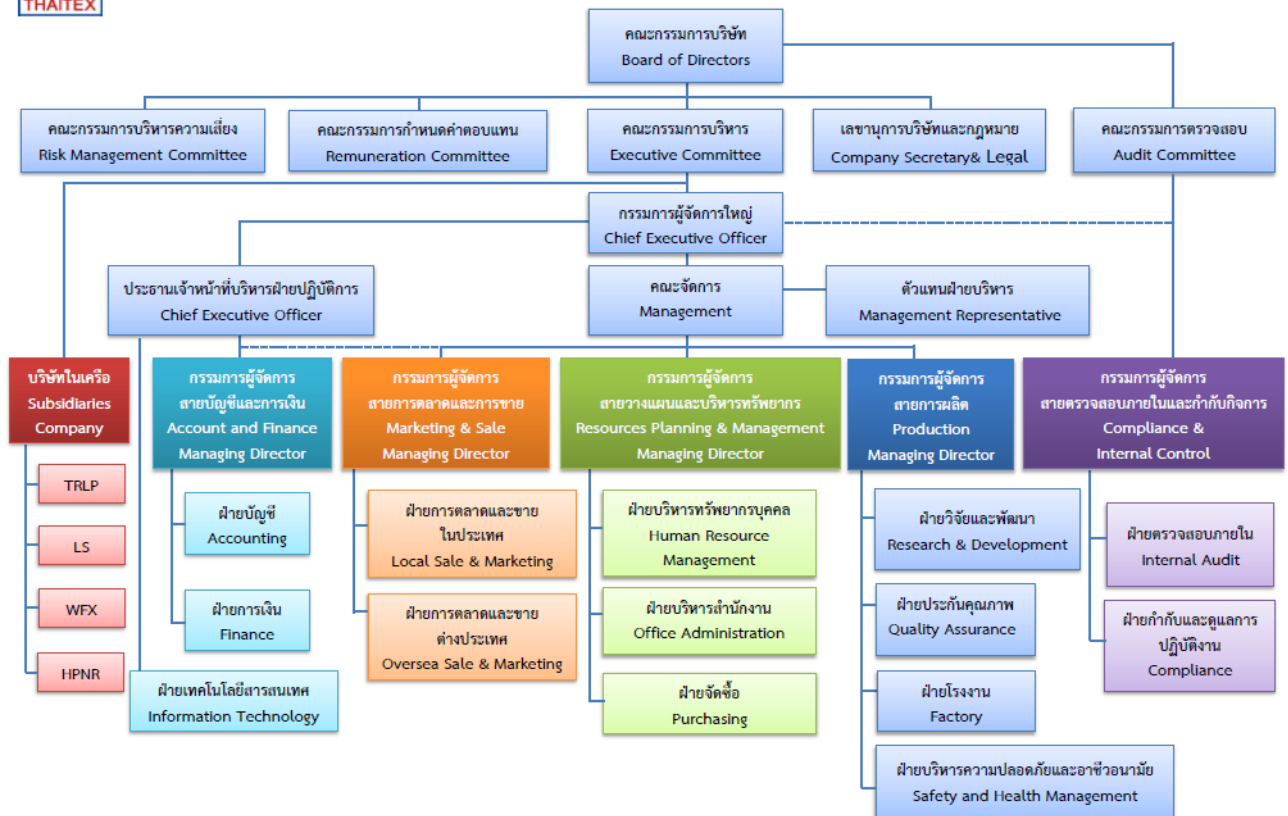 THAITEX
คณะกรรมการบริษัท
Board of Directors
คณะกรรมการบริหารความเสี่ยง
Risk Management Committee
คณะกรรมการกำหนดค่าตอบแทน
Remuneration Committee
คณะกรรมการบริหาร
Executive Committee
เลขานุการบริษัทและกฎหมาย
Company Secretary& Legal
คณะกรรมการตรวจสอบ
Audit Committee
กรรมการผู้จัดการใหญ่
Chief Executive Officer
ประธานเจ้าหน้าที่บริหารฝ่ายปฏิบัติการ
Chief Executive Officer
คณะจัดการ
Management
ตัวแทนฝ่ายบริหาร
Management Representative
บริษัทในเครือ
Subsidiaries
Company
TRLP
LS
WFX
HPNR
กรรมการผู้จัดการ
สายบัญชีและการเงิน
Account and Finance
Managing Director
ฝ่ายบัญชี
Accounting
ฝ่ายการเงิน
Finance
ฝ่ายเทคโนโลยีสารสนเทศ
Information Technology
กรรมการผู้จัดการ
สายการตลาดและการขาย
Marketing & Sale
Managing Director
ฝ่ายการตลาดและขาย
ในประเทศ
Local Sale & Marketing
ฝ่ายการตลาดและขาย
ต่างประเทศ
Oversea Sale & Marketing
กรรมการผู้จัดการ
สายวางแผนและบริหารทรัพยากร
Resources Planning & Management
Managing Director
ฝ่ายบริหารทรัพยากรบุคคล
Human Resource
Management
ฝ่ายบริหารสำนักงาน
Office Administration
ฝ่ายจัดซื้อ
Purchasing
กรรมการผู้จัดการ
สายการผลิต
Production
Managing Director
ฝ่ายวิจัยและพัฒนา
Research & Development
ฝ่ายประกันคุณภาพ
Quality Assurance
ฝ่ายโรงงาน
Factory
ฝ่ายบริหารความปลอดภัยและอาชีวอนามัย
Safety and Health Management
กรรมการผู้จัดการ
สายตรวจสอบภายในและกำกับกิจการ
Compliance &
Internal Control
ฝ่ายตรวจสอบภายใน
Internal Audit
ฝ่ายกำกับและดูแลการ
ปฏิบัติงาน
Compliance